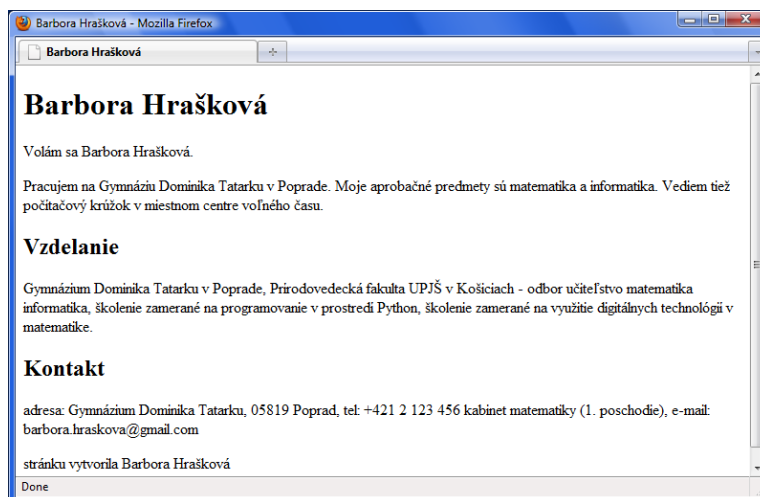 Barbora Hrašková - Mozilla Firefox
Barbora Hrašková
Barbora Hrašková
Volám sa Barbora Hrašková.
Pracujem na Gymnáziu Dominika Tatarku v Poprade. Moje aprobačné predmety sú matematika a informatika. Vediem tiež
počítačový krúžok v miestnom centre voľného času.
Vzdelanie
Gymnázium Dominika Tatarku v Poprade, Prírodovedecká fakulta UPJŠ v Košiciach - odbor učiteľstvo matematika
informatika, školenie zamerané na programovanie v prostredí Python, školenie zamerané na využitie digitálnych technológií v
matematike.
Kontakt
adresa: Gymnázium Dominika Tatarku, 05819 Poprad, tel: +421 2 123 456 kabinet matematiky (1. poschodie), e-mail:
barbora.hraskova@gmail.com
stránku vytvorila Barbora Hrašková
Done